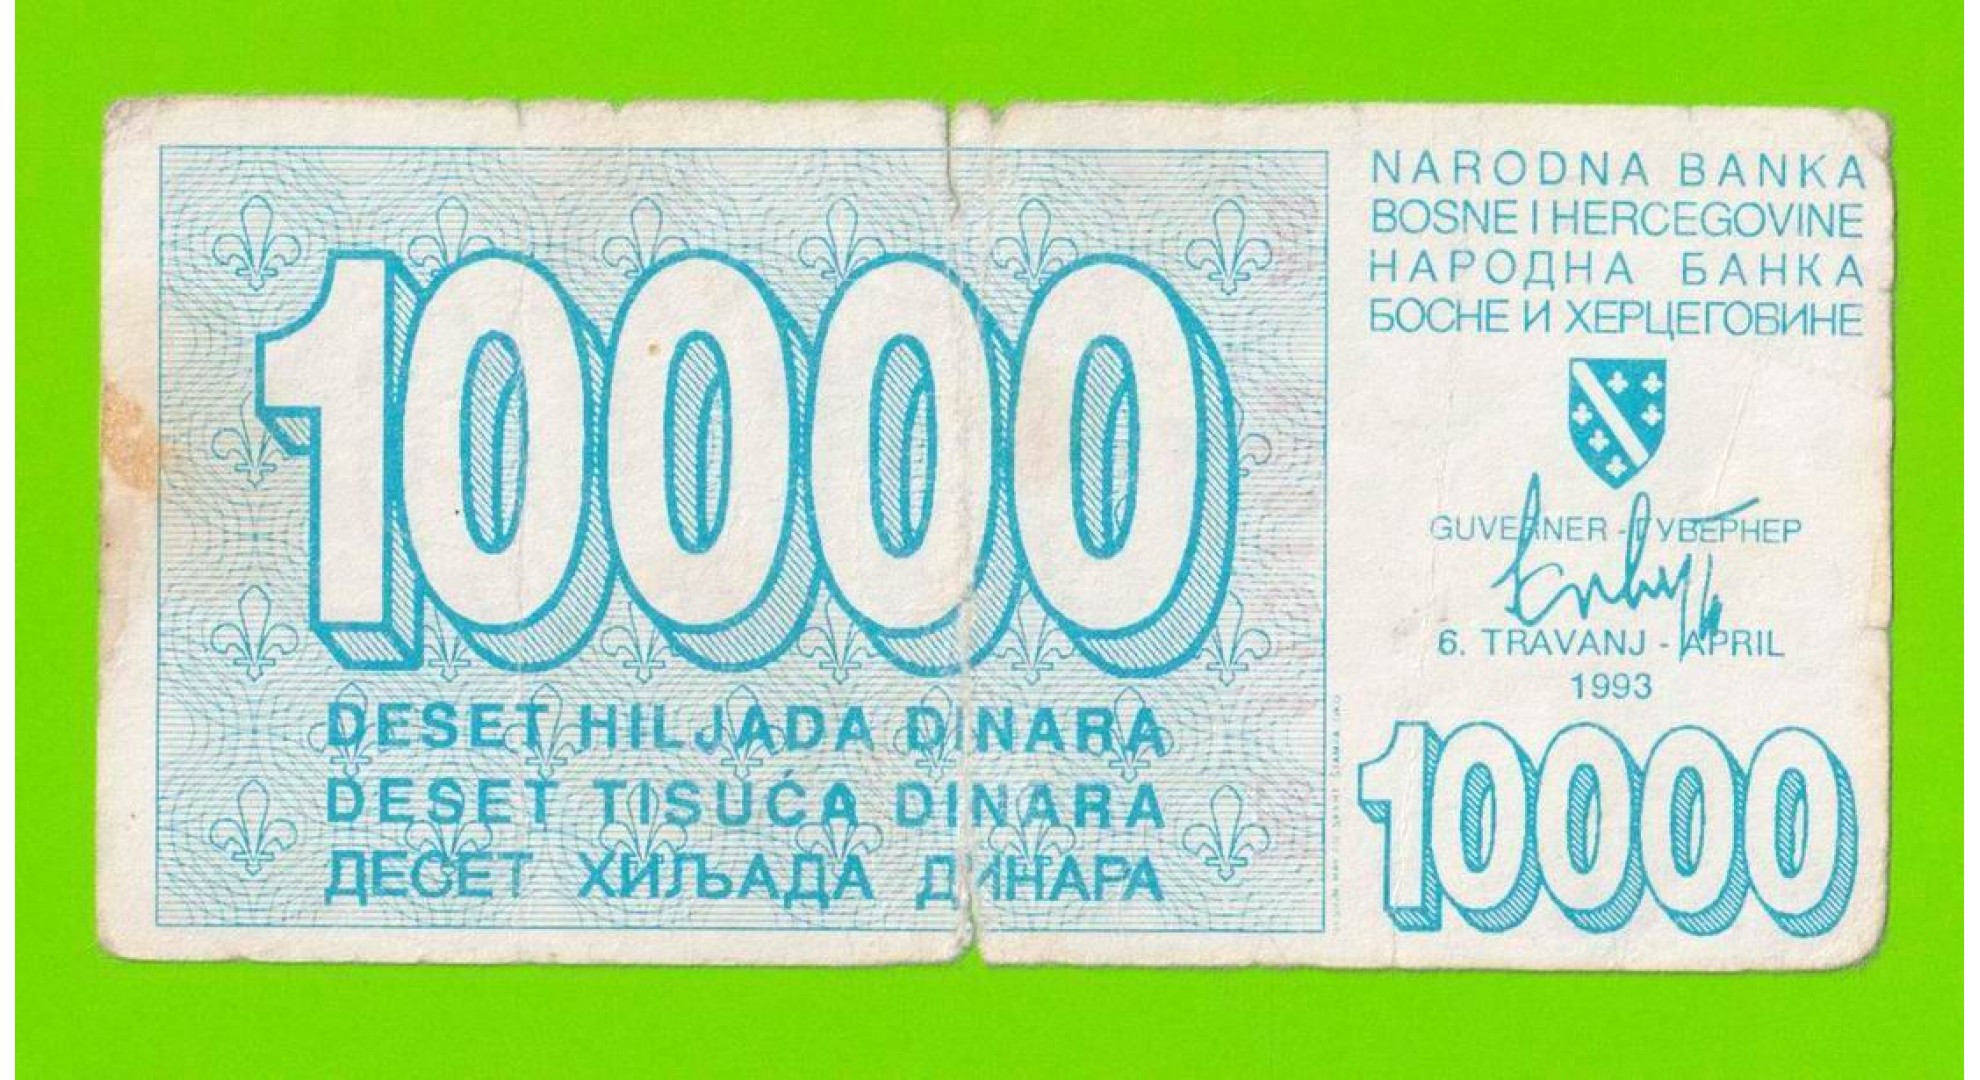 10000
DESET HILJADA DINARA
DESET TISUĆA DINARA
ДЕСЕТ ХИЉАДА ДИНАРА
NARODNA BANKA
BOSNE I HERCEGOVINE
НАРОДНА БАНКА
БОСНЕ И ХЕРЦЕГОВИНЕ
GUVERNER - ГУВЕРНЕР
6. TRAVANJ - APRIL
1993
10000